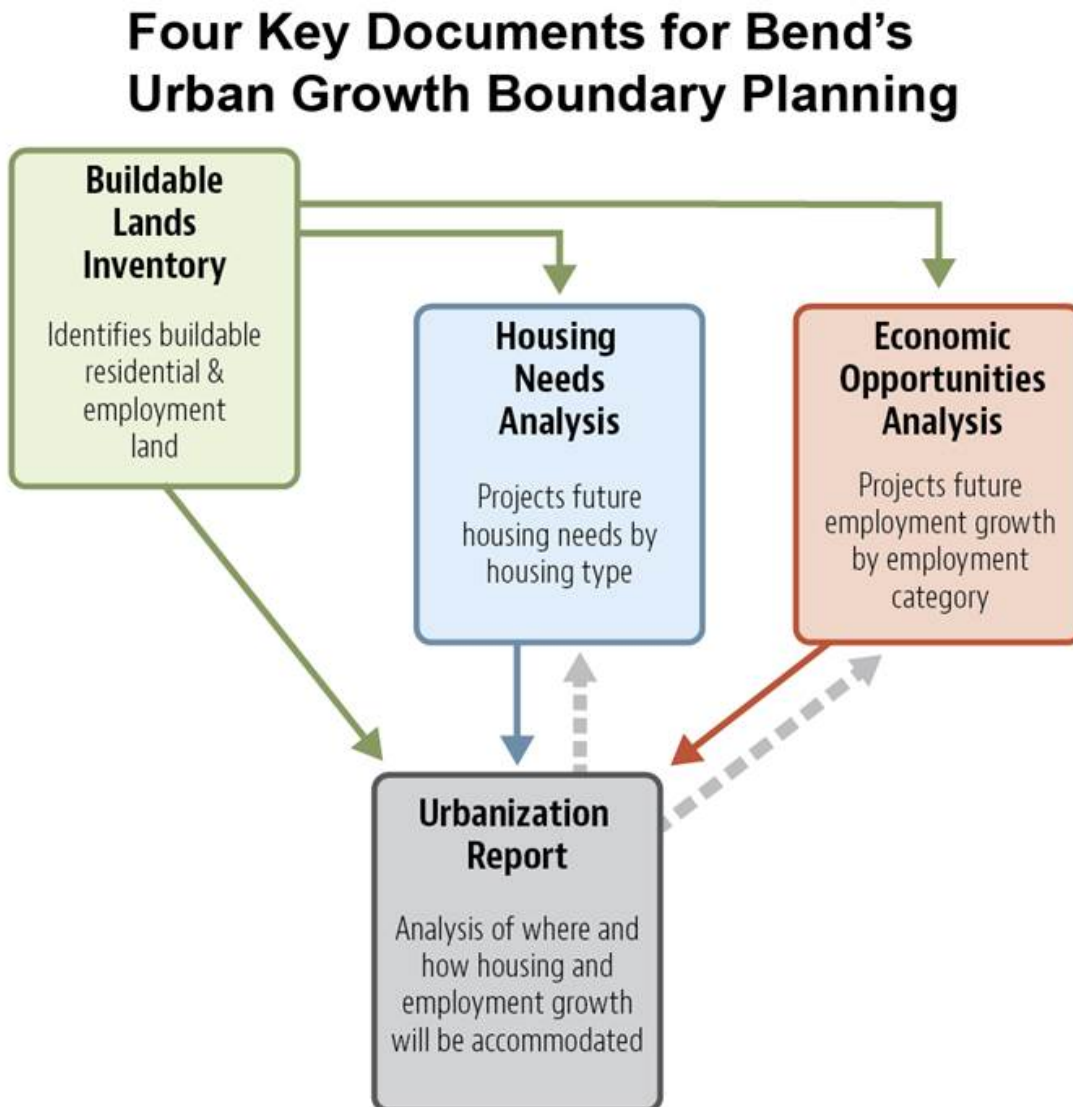 Four Key Documents for Bend's
Urban Growth Boundary Planning
Buildable
Lands
Inventory
Identifies buildable
residential &
employment
land
Housing
Needs
Analysis
Projects future
housing needs by
housing type
Economic
Opportunities
Analysis
Projects future
employment growth
by employment
category
Urbanization
Report
Analysis of where and
how housing and
employment growth
will be accommodated